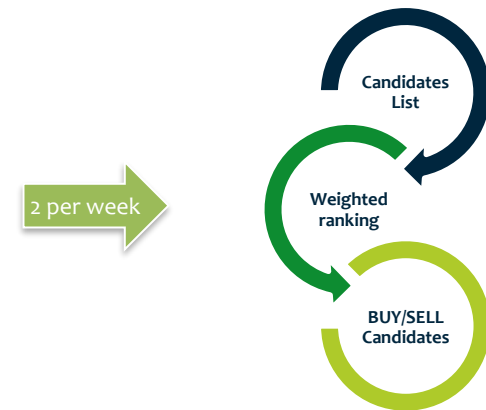 Candidates
List
2 per week
Weighted
ranking
BUY/SELL
Candidates